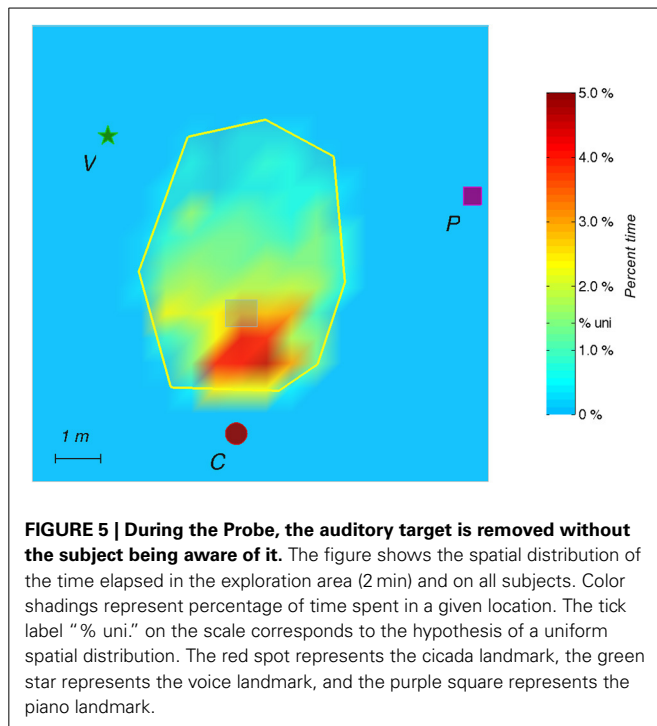 V
P
C
1 m
5.0 %
4.0 %
3.0 %
2.0 %
% uni
1.0 %
0 %
Percent time
FIGURE 5 | During the Probe, the auditory target is removed without
the subject being aware of it. The figure shows the spatial distribution of
the time elapsed in the exploration area (2 min) and on all subjects. Color
shadings represent percentage of time spent in a given location. The tick
label “% uni.” on the scale corresponds to the hypothesis of a uniform
spatial distribution. The red spot represents the cicada landmark, the green
star represents the voice landmark, and the purple square represents the
piano landmark.